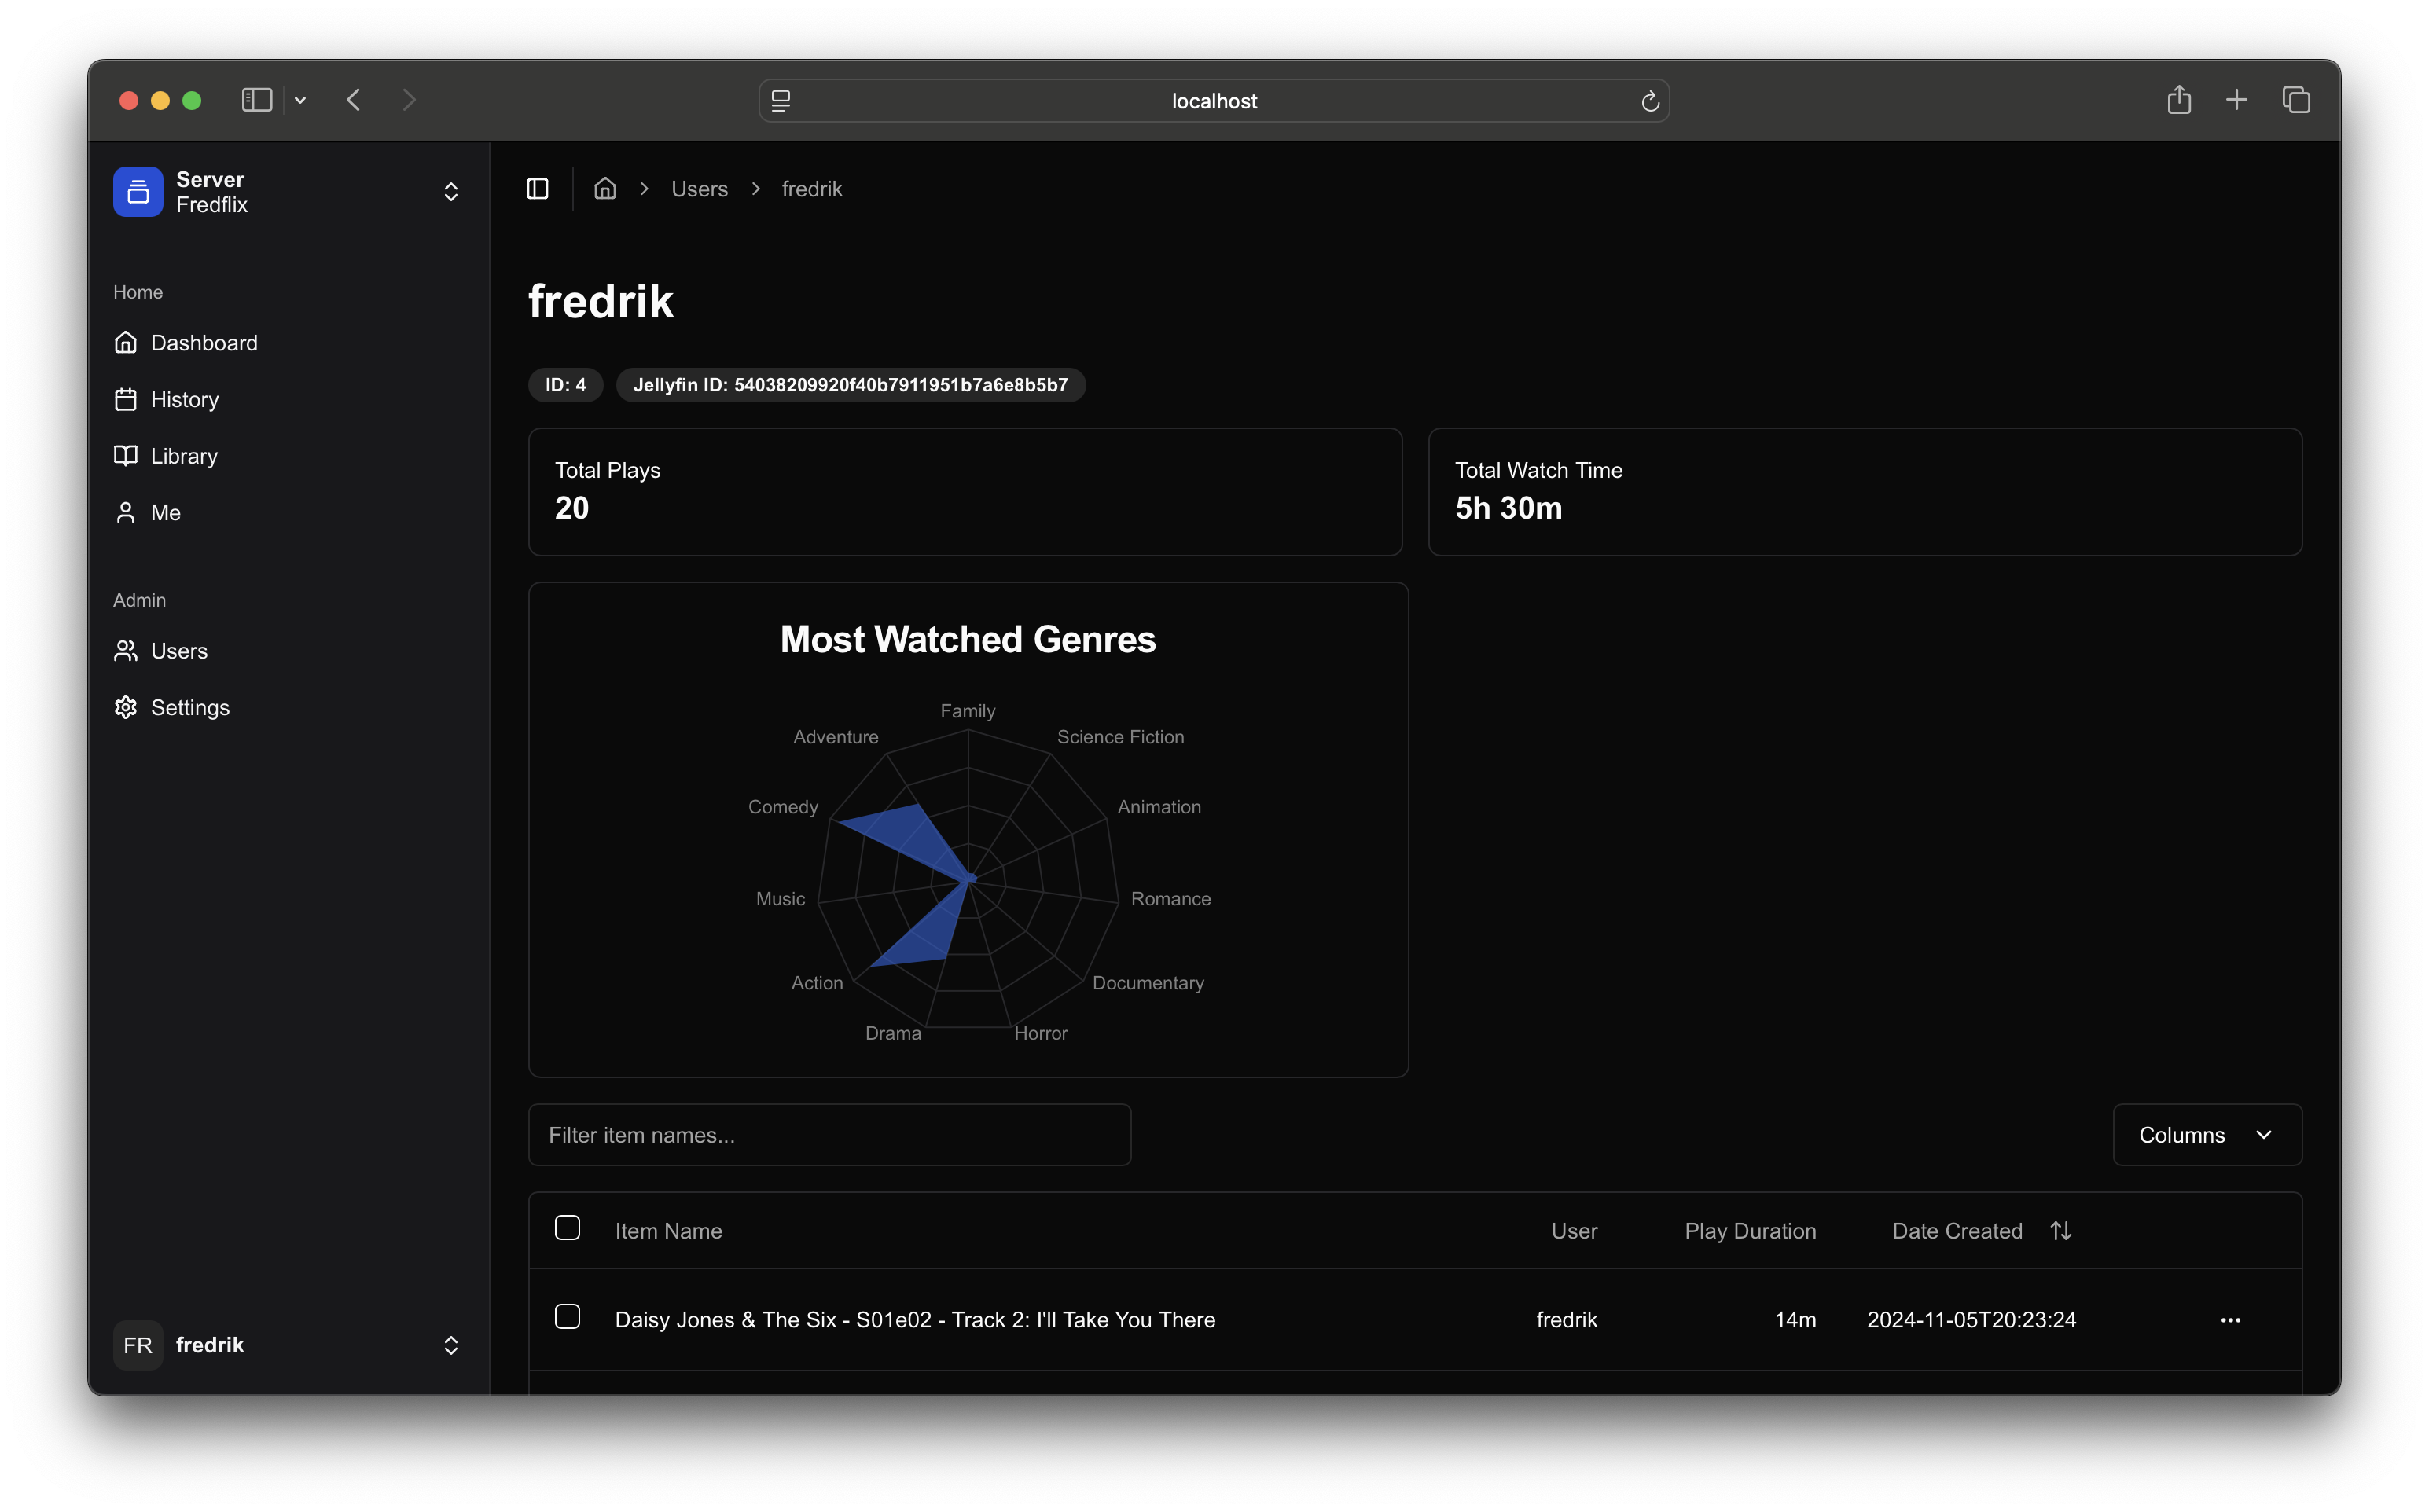 localhost
Server
Fredflix
Home
Dashboard
History
Library
Me
Admin
Users
Settings
FR
fredrik
Users
fredrik
fredrik
ID: 4
Jellyfin ID: 54038209920f40b7911951b7a6e8b5b7
Total Plays
20
Total Watch Time
5h 30m
Most Watched Genres
Family
Science Fiction
Animation
Romance
Documentary
Horror
Drama
Action
Music
Comedy
Adventure
Filter item names...
Columns
Item Name
User
Play Duration
Date Created
Daisy Jones & The Six - S01e02 - Track 2: I'll Take You There
fredrik
14m
2024-11-05T20:23:24